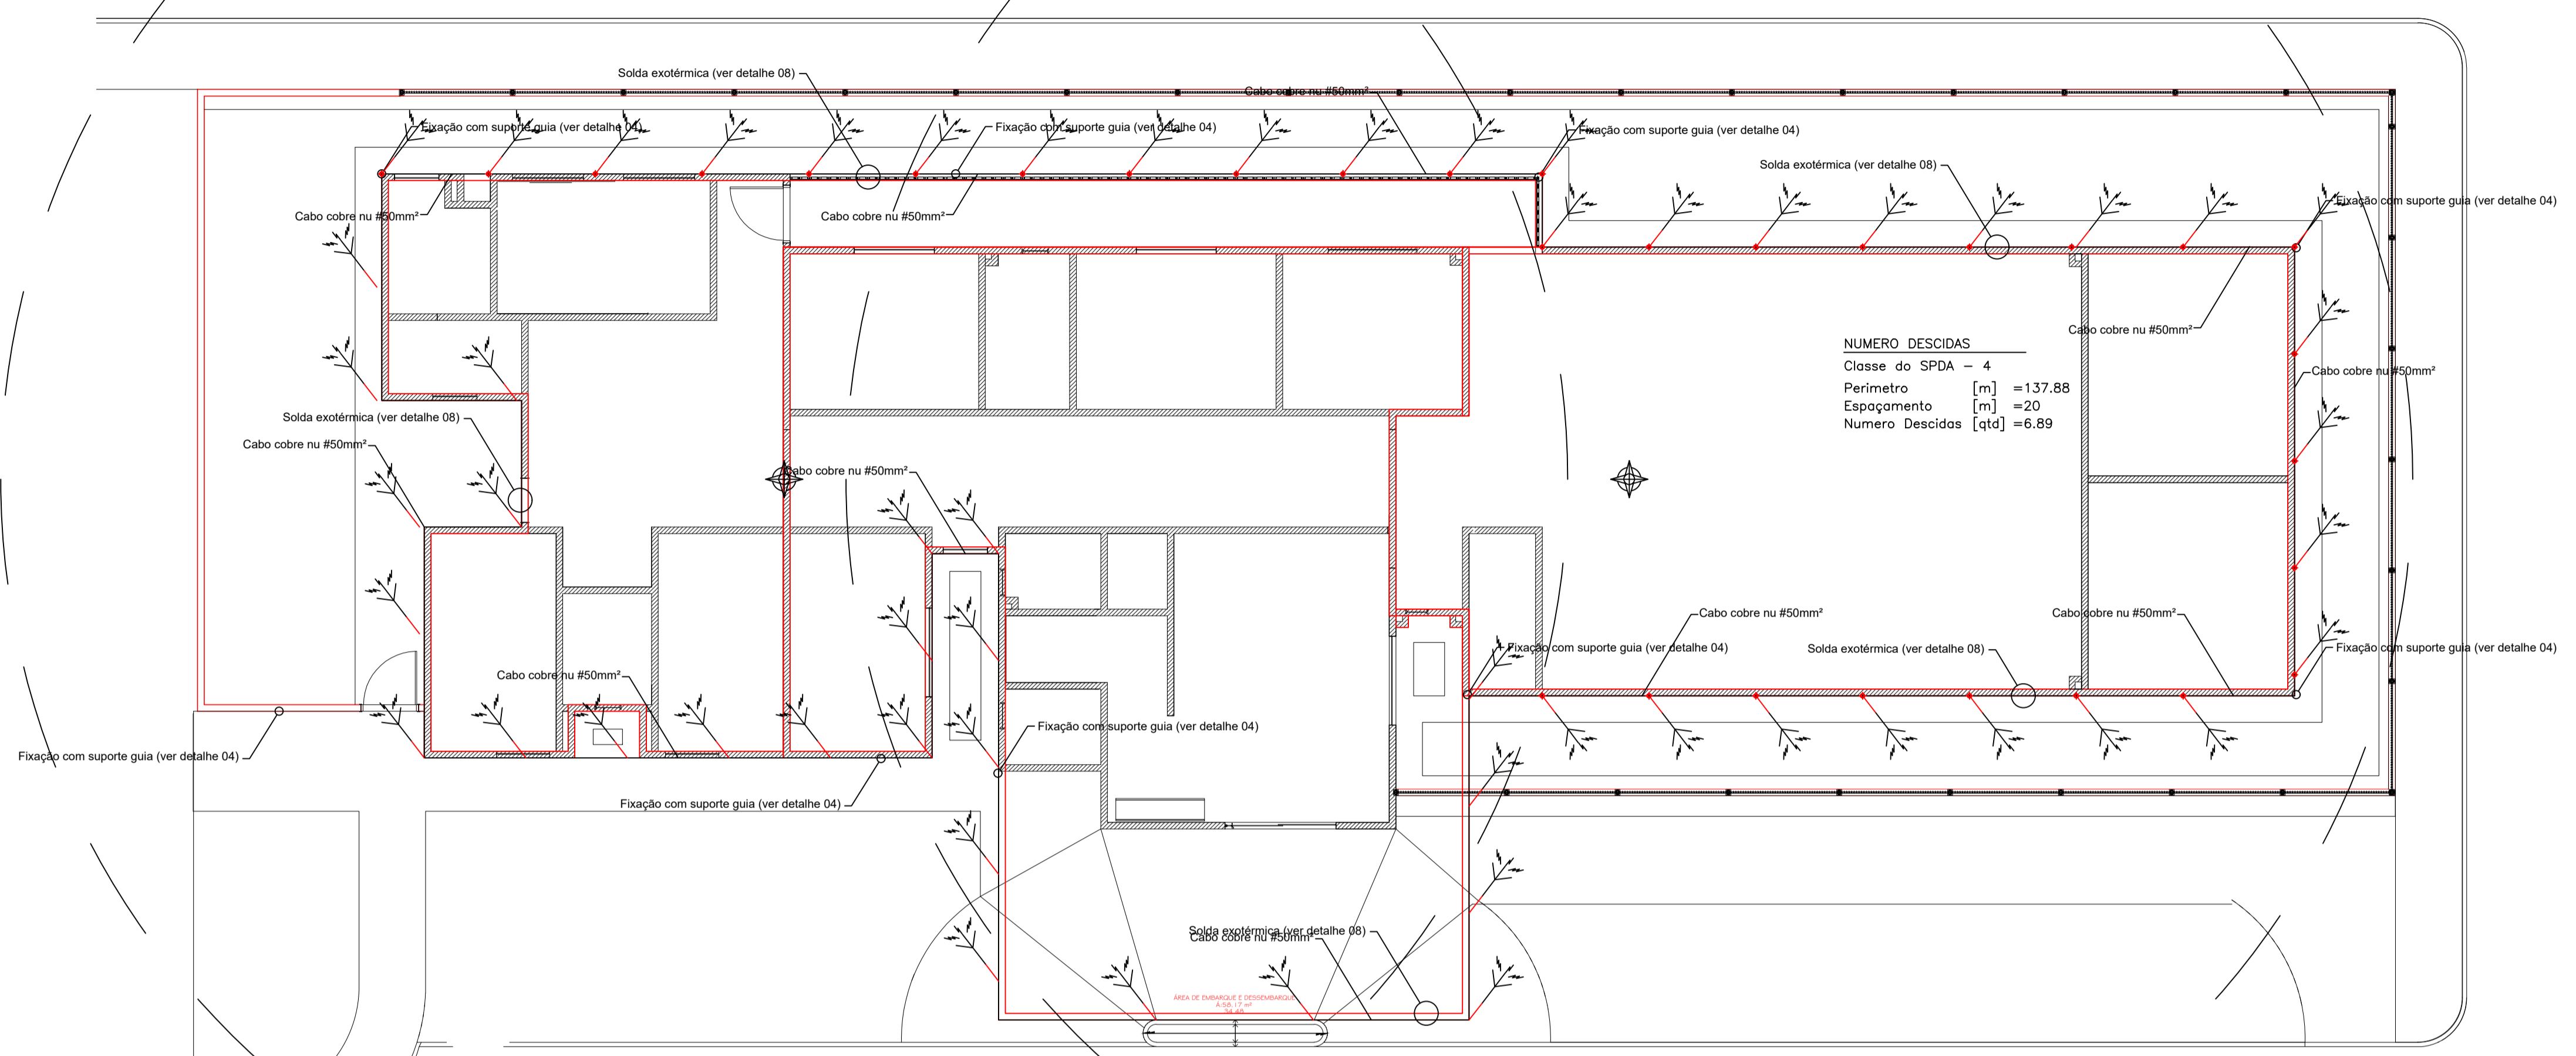 Solda exotérmica (ver detalhe 08)
Cabo cobre nu #50mm²
Fixação com suporte guia (ver detalhe 04)
Fixação com suporte guia (ver detalhe 04)
Fixação com suporte guia (ver detalhe 04)
Solda exotérmica (ver detalhe 08)
Fixação com suporte guia (ver detalhe 04)
Cabo cobre nu #50mm²
Cabo cobre nu #50mm²
Cabo cobre nu #50mm²
NUMERO DESCIDAS
Classe do SPDA - 4
Perimetro [m] =137.88
Espaçamento [m] =20
Numero Descidas [qtd] =6.89
Cabo cobre nu #50mm²
Solda exotérmica (ver detalhe 08)
Cabo cobre nu #50mm²
Cabo cobre nu #50mm²
Cabo cobre nu #50mm²
Cabo cobre nu #50mm²
Fixação com suporte guia (ver detalhe 04)
Solda exotérmica (ver detalhe 08)
Fixação com suporte guia (ver detalhe 04)
Cabo cobre nu #50mm²
Fixação com suporte guia (ver detalhe 04)
Fixação com suporte guia (ver detalhe 04)
Fixação com suporte guia (ver detalhe 04)
Solda exotérmica (ver detalhe 08)
Cabo cobre nu #50mm²
ÁREA DE EMBARQUE E DESSEMBARQUE
A:58.17 m²
34.46